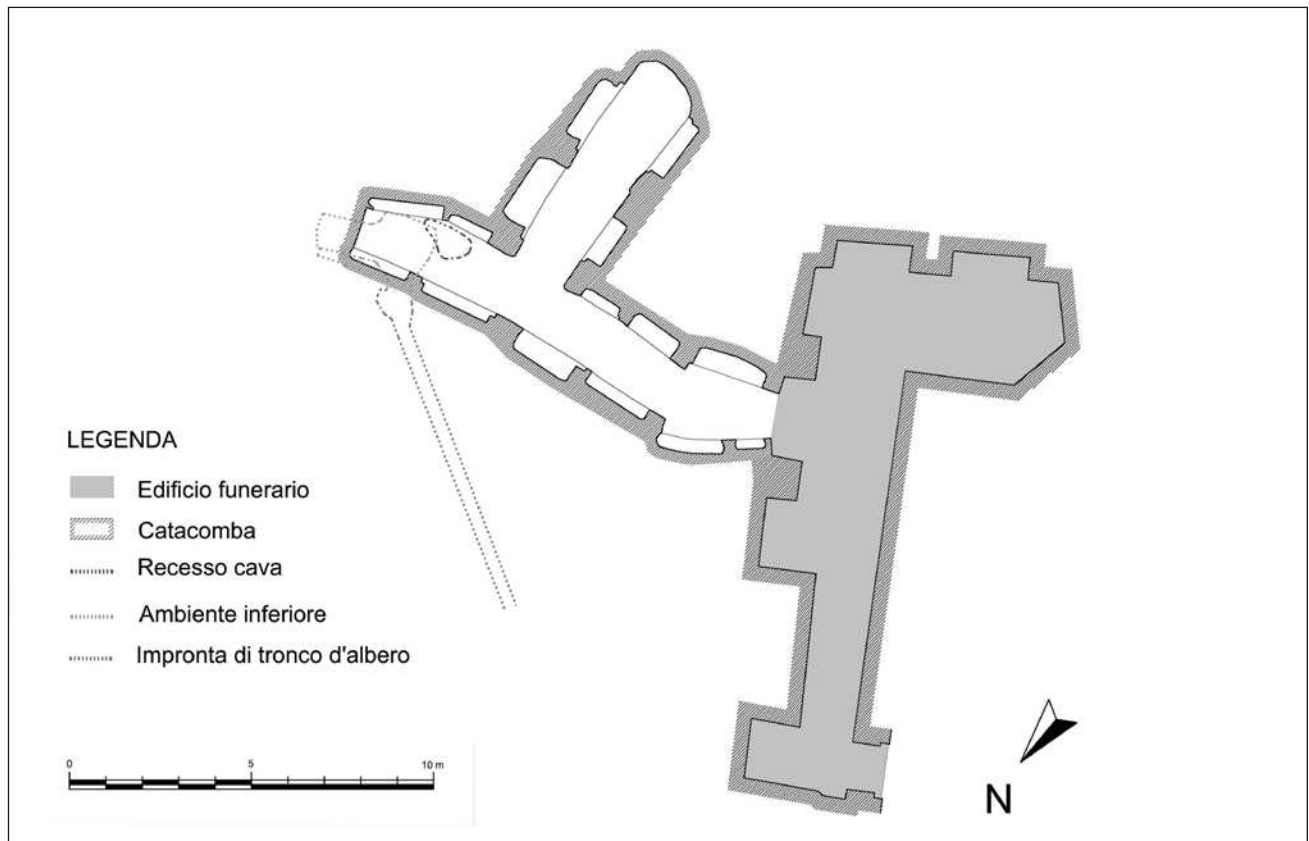 LEGENDA
Edificio funerario
Catacomba
Recesso cava
Ambiente inferiore
Impronta di tronco d'albero
0 5 10 m
N